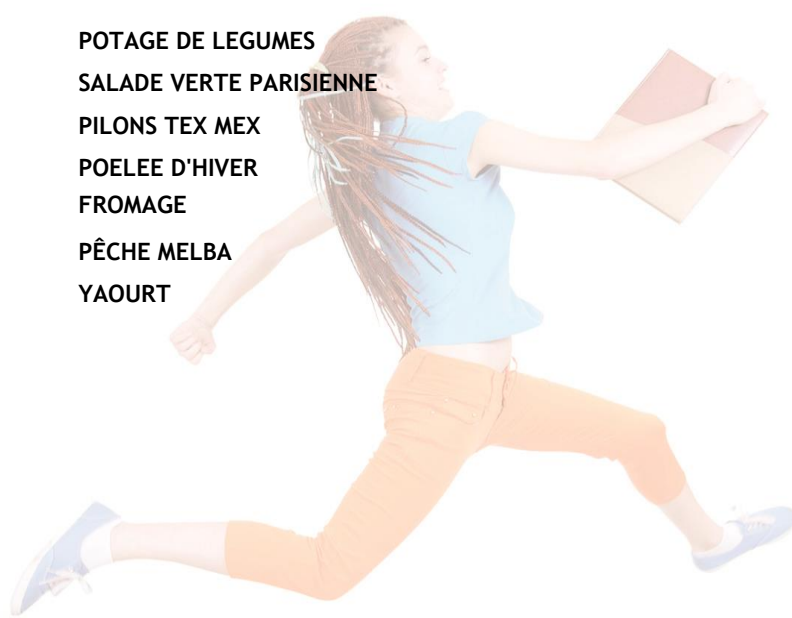 POTAGE DE LEGUMES
SALADE VERTE PARISIENNE
PILONS TEX MEX
POELEE D'HIVER
FROMAGE
PÊCHE MELBA
YAOURT